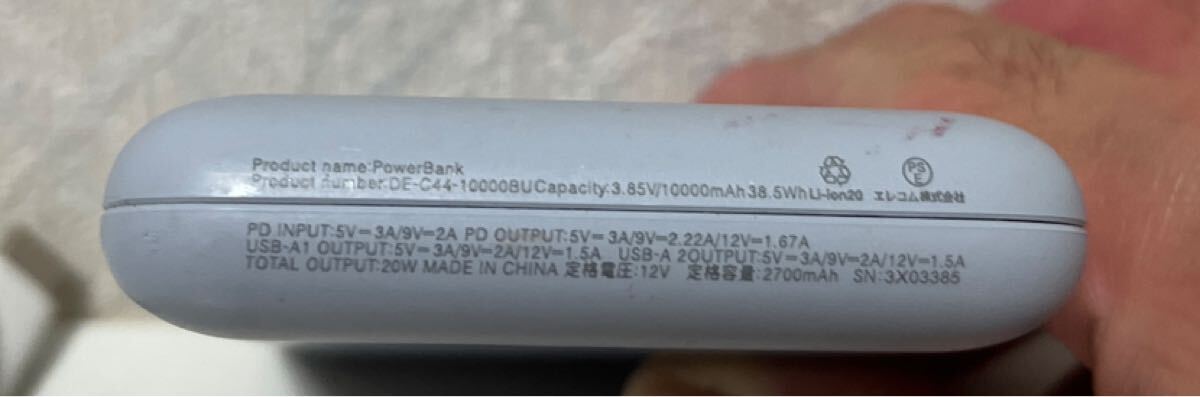 Product name:PowerBank
Product number:DE-C44-10000BU Capacity:3.85V/10000mAh 38.5Wh Li-ion20 エレコム株式会社
PSE
PD INPUT:5V⎓3A/9V⎓2A PD OUTPUT:5V⎓3A/9V⎓2.22A/12V⎓1.67A
USB-A1 OUTPUT:5V⎓3A/9V⎓2A/12V⎓1.5A USB-A 2OUTPUT:5V⎓3A/9V⎓2A/12V⎓1.5A
TOTAL OUTPUT:20W MADE IN CHINA 定格電圧:12V 定格容量:2700mAh SN:3X03385